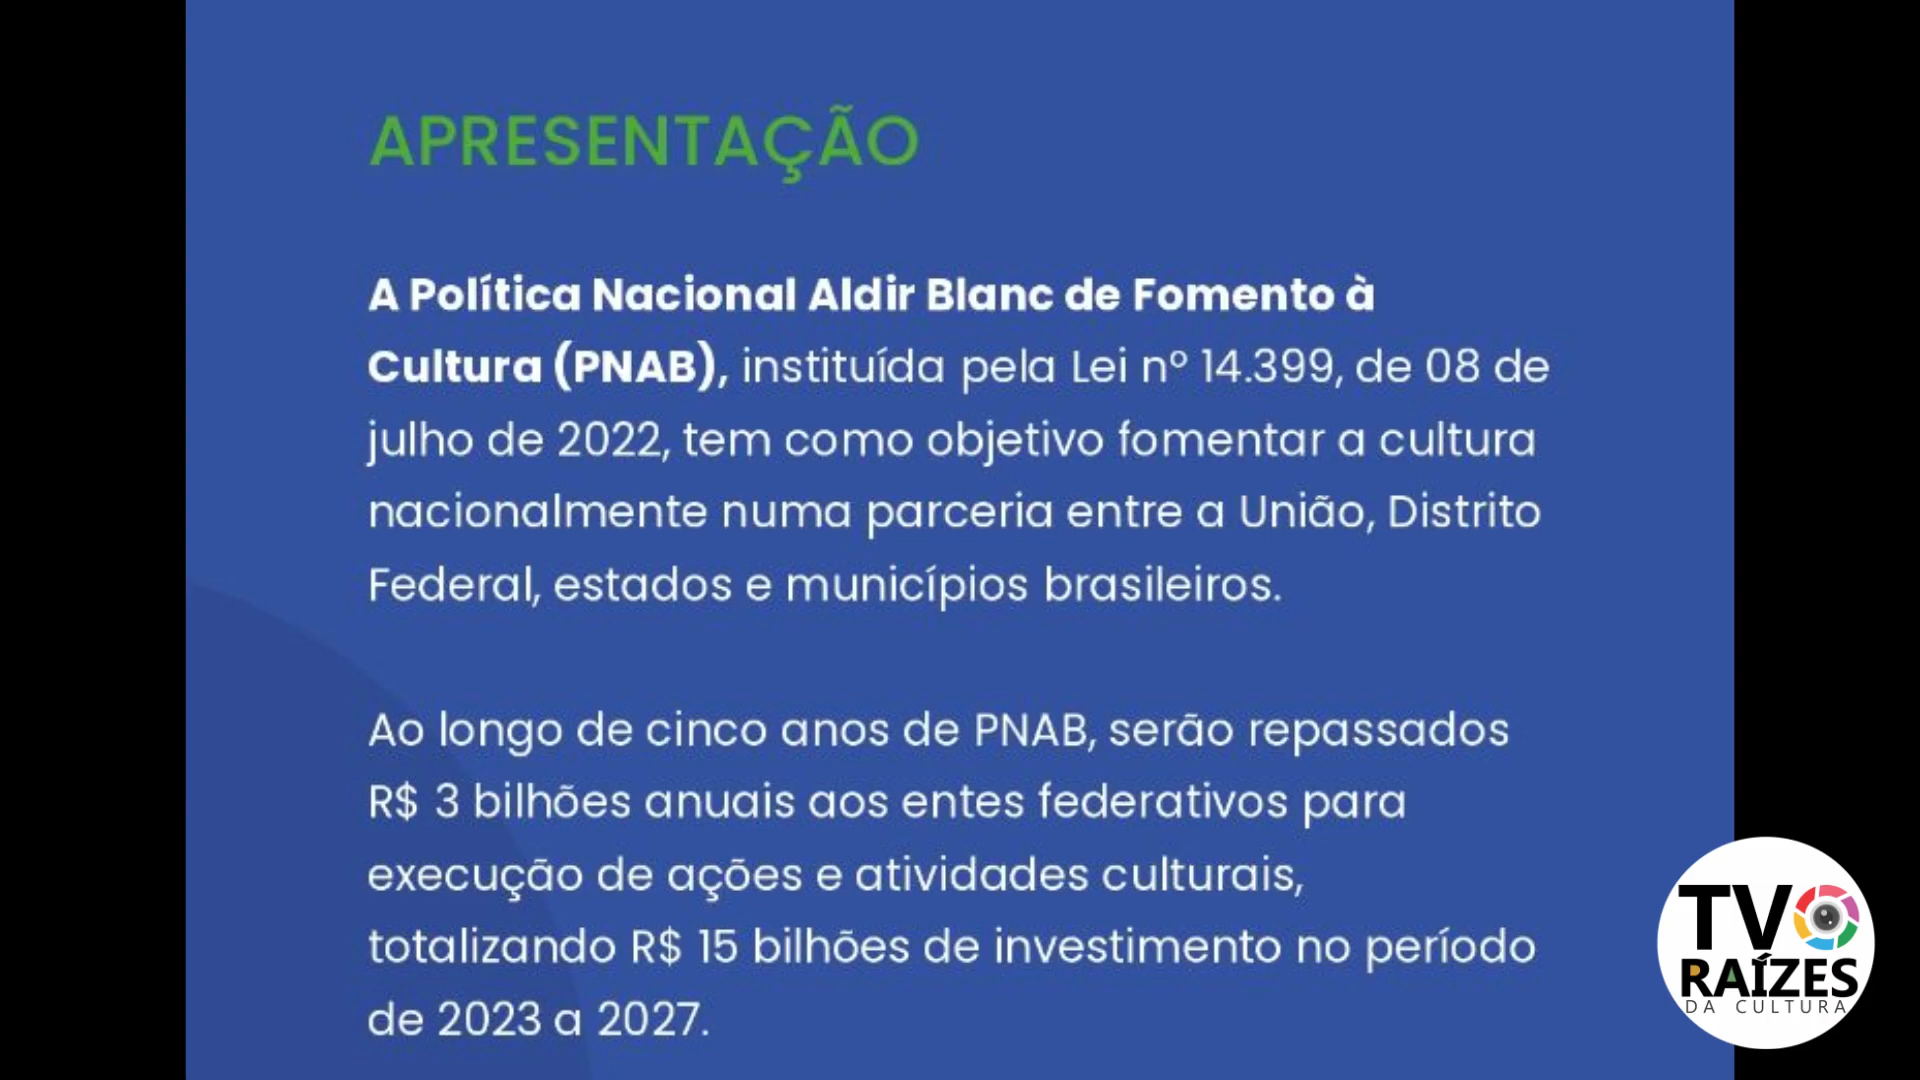 APRESENTAÇÃO
A Política Nacional Aldir Blanc de Fomento à
Cultura (PNAB), instituída pela Lei nº 14.399, de 08 de
julho de 2022, tem como objetivo fomentar a cultura
nacionalmente numa parceria entre a União, Distrito
Federal, estados e municípios brasileiros.
Ao longo de cinco anos de PNAB, serão repassados
R$ 3 bilhões anuais aos entes federativos para
execução de ações e atividades culturais,
totalizando R$ 15 bilhões de investimento no período
de 2023 a 2027.
TV
RAÍZES
DA CULTURA